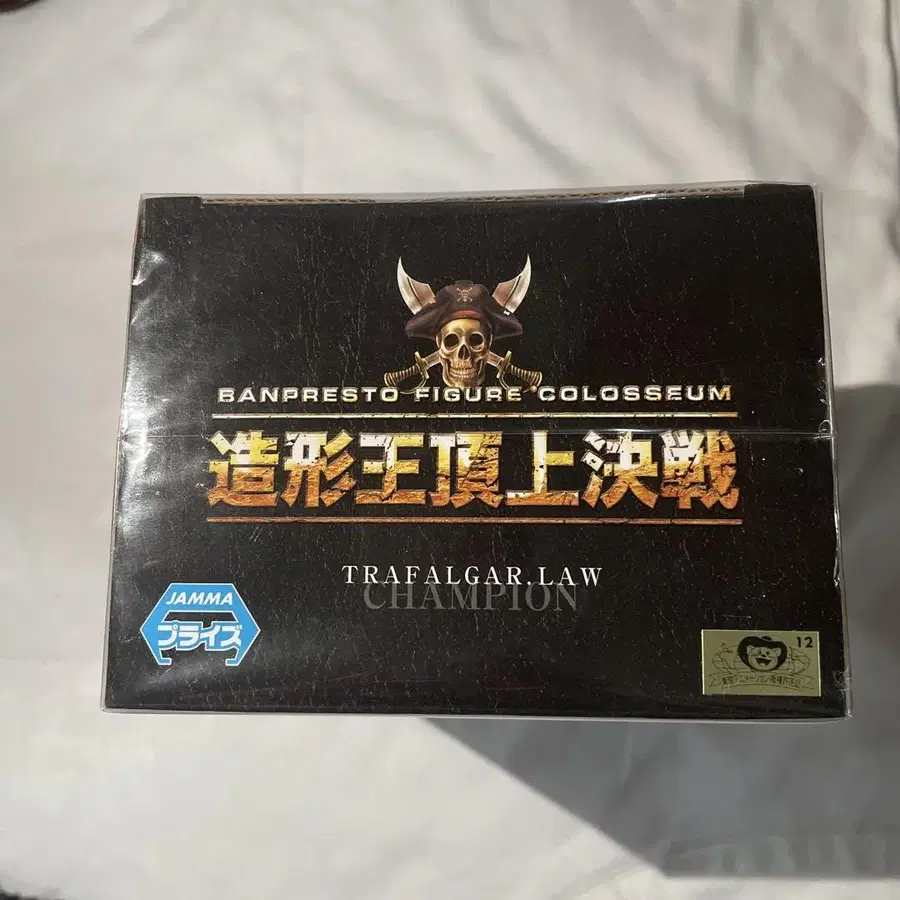 BANPRESTO FIGURE COLOSSEUM
造形王頂上決戦
TRAFALGAR.LAW
CHAMPION
JAMMA
プライズ
12